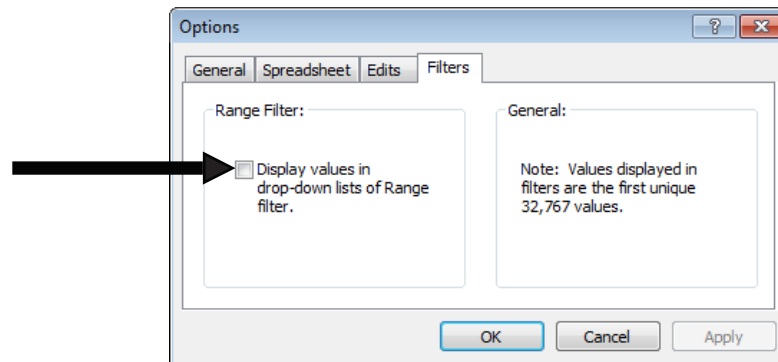 Options
General Spreadsheet Edits Filters
Range Filter:
Display values in
drop-down lists of Range
filter.
General:
Note: Values displayed in
filters are the first unique
32,767 values.
OK Cancel Apply